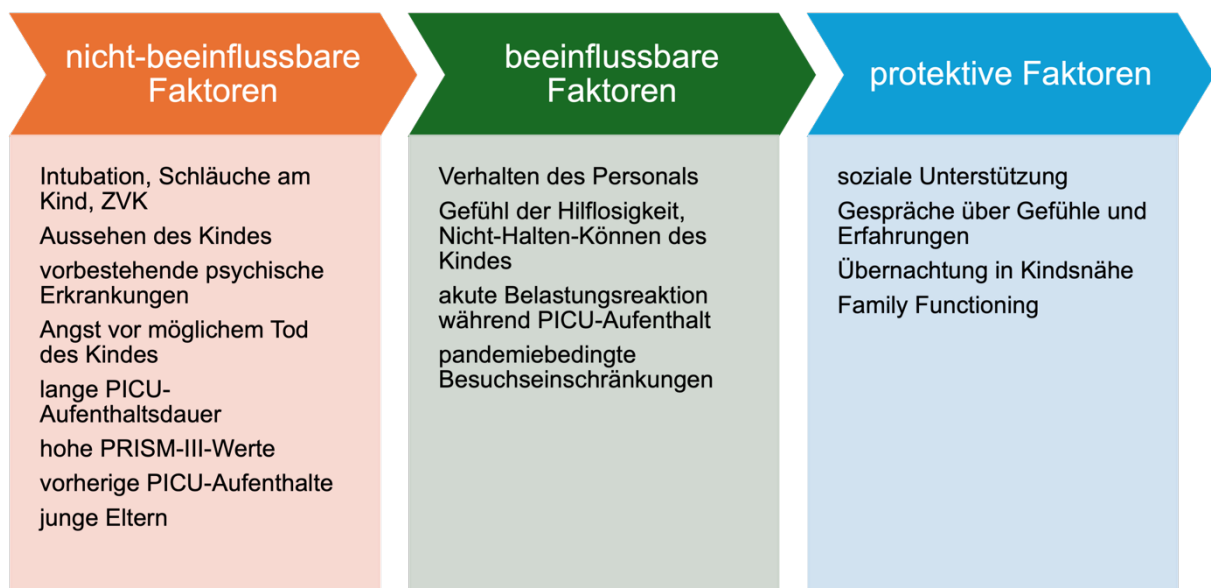 nicht-beeinflussbare
Faktoren
Intubation, Schläuche am
Kind, ZVK
Aussehen des Kindes
vorbestehende psychische
Erkrankungen
Angst vor möglichem Tod
des Kindes
lange PICU-
Aufenthaltsdauer
hohe PRISM-III-Werte
vorherige PICU-Aufenthalte
junge Eltern
beeinflussbare
Faktoren
Verhalten des Personals
Gefühl der Hilflosigkeit,
Nicht-Halten-Können des
Kindes
akute Belastungsreaktion
während PICU-Aufenthalt
pandemiebedingte
Besuchseinschränkungen
protektive Faktoren
soziale Unterstützung
Gespräche über Gefühle und
Erfahrungen
Übernachtung in Kindsnähe
Family Functioning